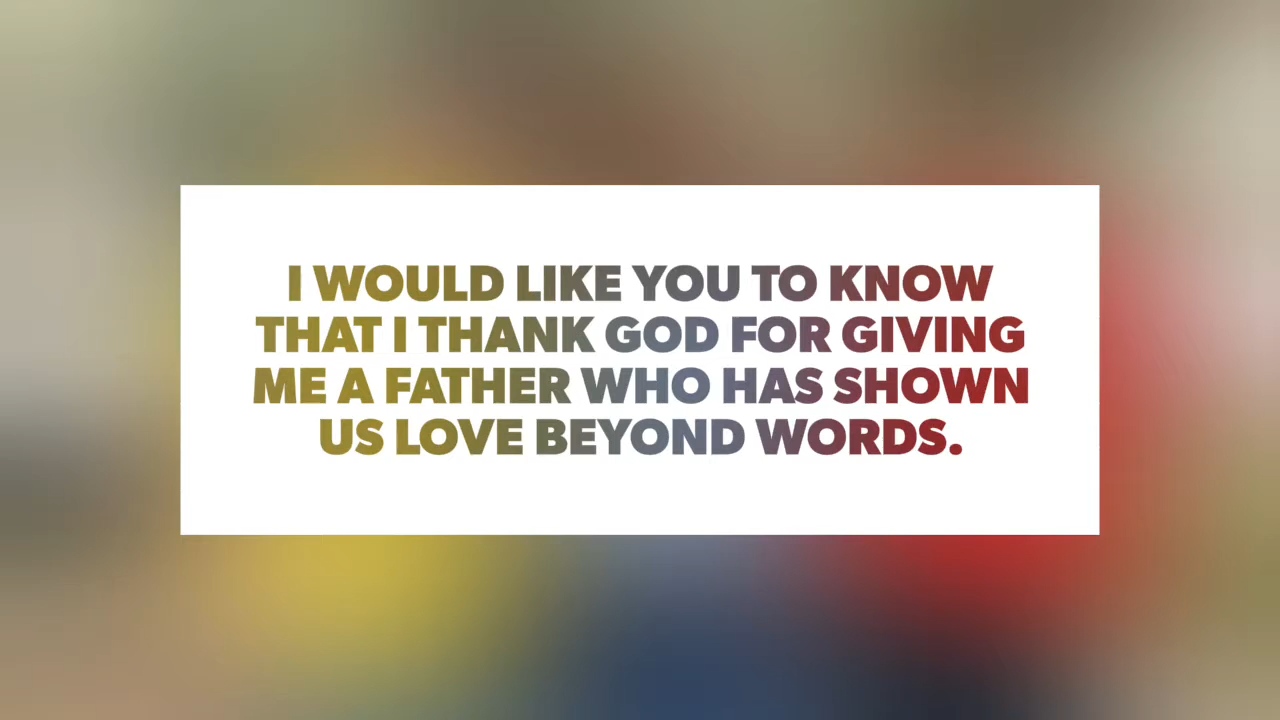 I WOULD LIKE YOU TO KNOW
THAT I THANK GOD FOR GIVING
ME A FATHER WHO HAS SHOWN
US LOVE BEYOND WORDS.